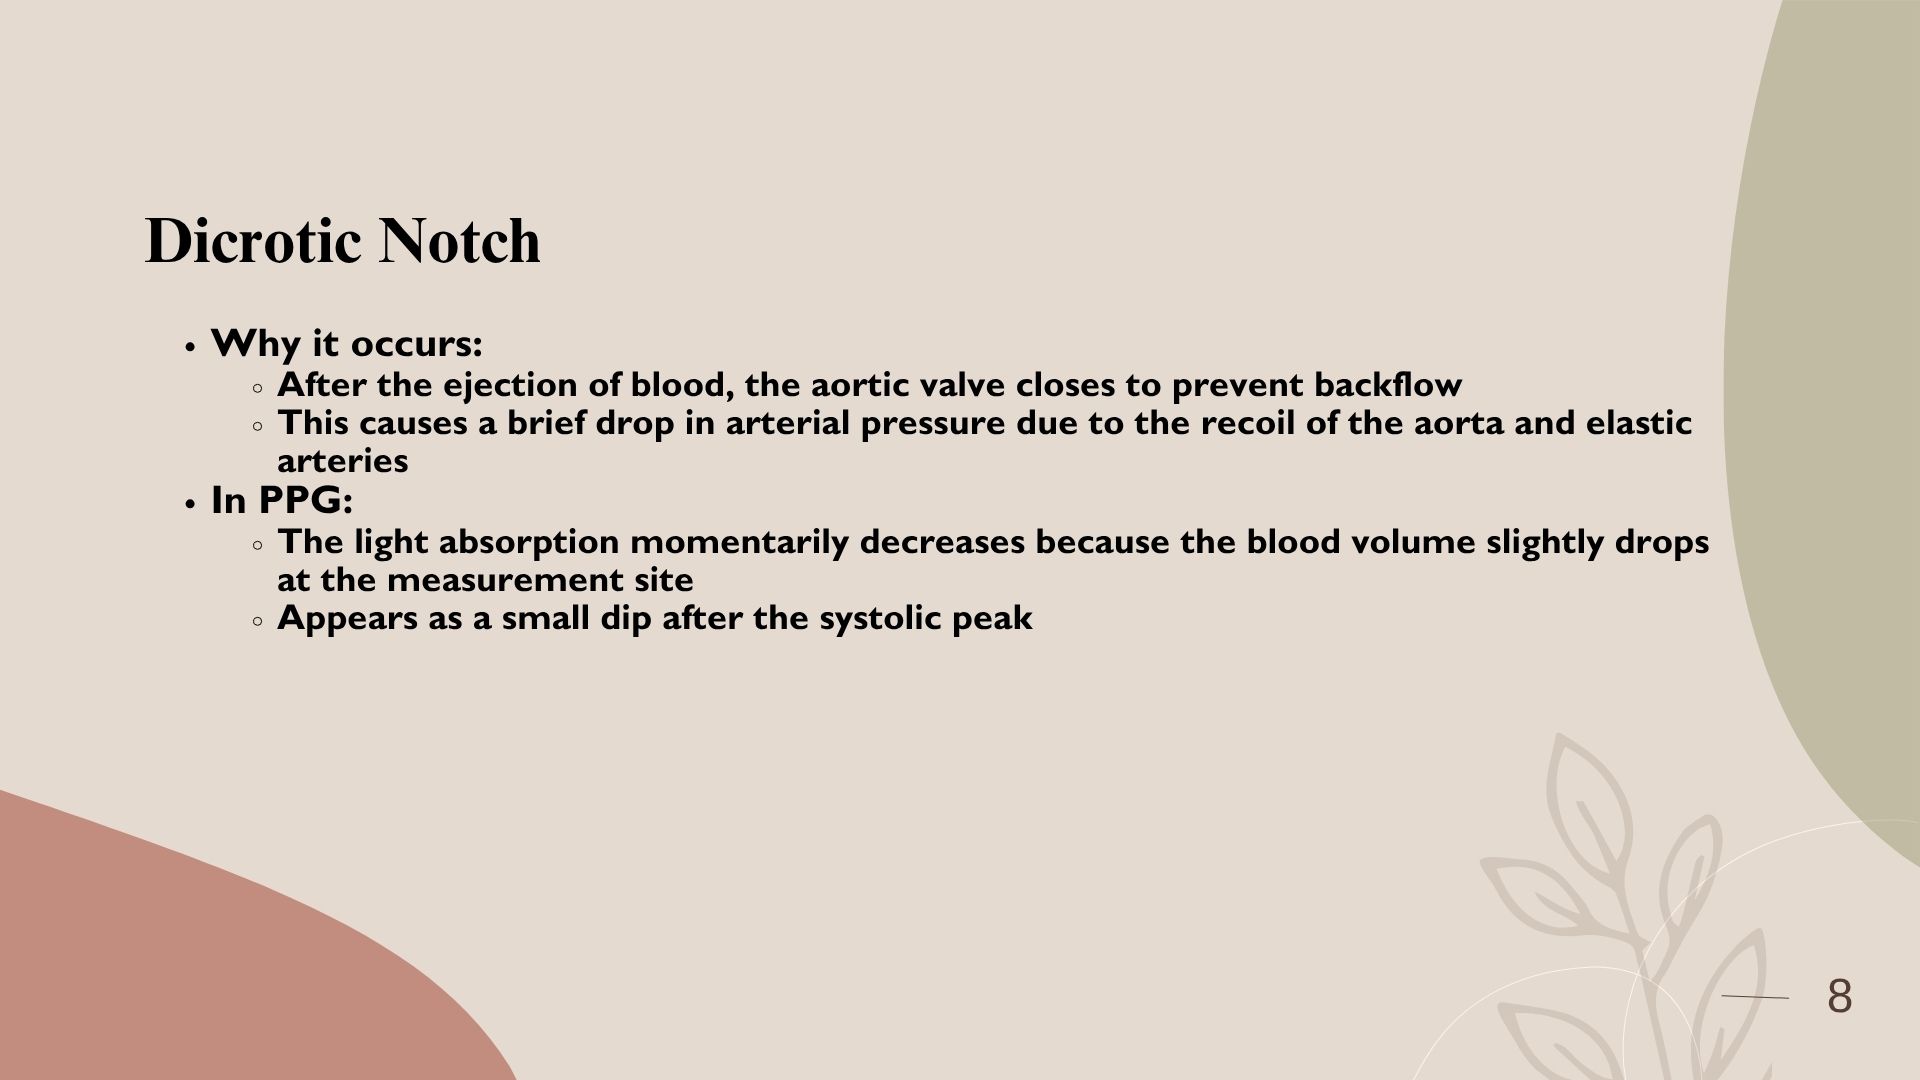 Dicrotic Notch
• Why it occurs:
◦ After the ejection of blood, the aortic valve closes to prevent backflow
◦ This causes a brief drop in arterial pressure due to the recoil of the aorta and elastic
arteries
• In PPG:
◦ The light absorption momentarily decreases because the blood volume slightly drops
at the measurement site
◦ Appears as a small dip after the systolic peak
8